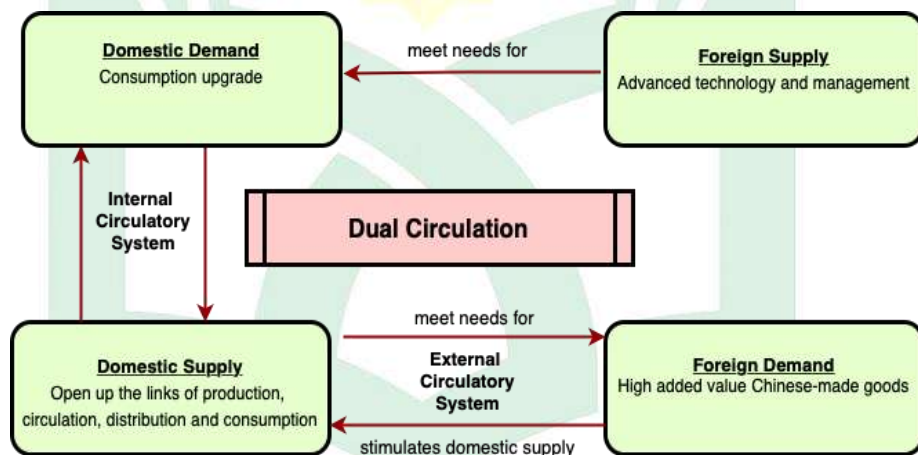 Domestic Demand
Consumption upgrade
meet needs for
Foreign Supply
Advanced technology and management
Internal
Circulatory
System
Dual Circulation
Domestic Supply
Open up the links of production,
circulation, distribution and consumption
meet needs for
External
Circulatory
System
stimulates domestic supply
Foreign Demand
High added value Chinese-made goods